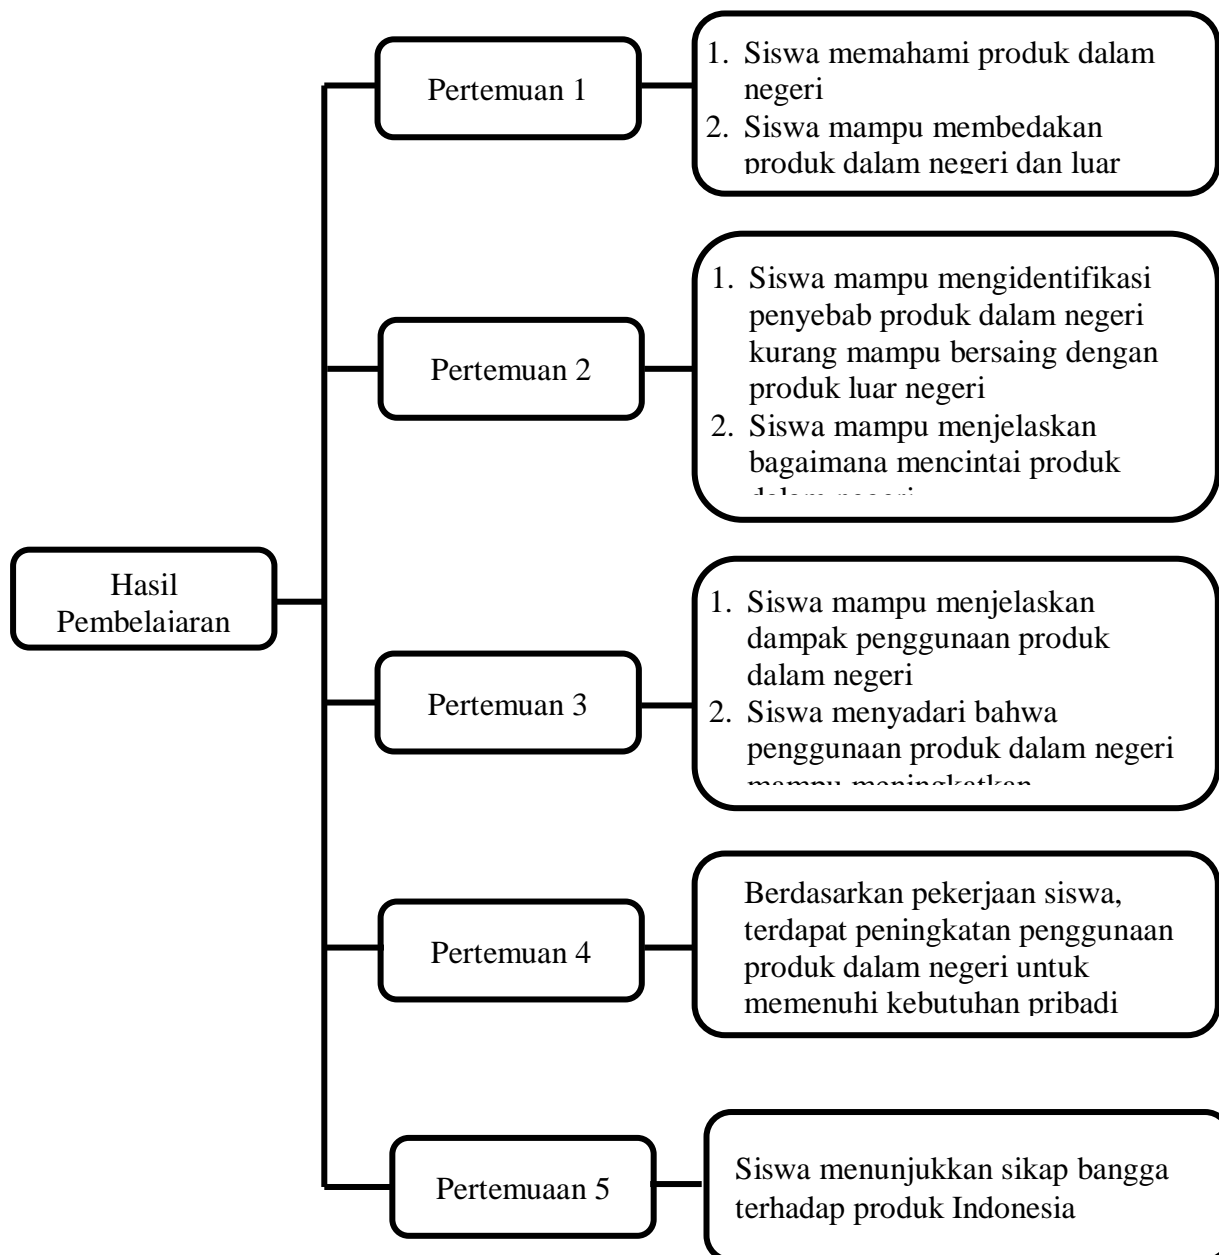 Pertemuan 1
1. Siswa memahami produk dalam
negeri
2. Siswa mampu membedakan
produk dalam negeri dan luar
Pertemuan 2
1. Siswa mampu mengidentifikasi
penyebab produk dalam negeri
kurang mampu bersaing dengan
produk luar negeri
2. Siswa mampu menjelaskan
bagaimana mencintai produk
dalam negeri
Hasil
Pembelajaran
Pertemuan 3
1. Siswa mampu menjelaskan
dampak penggunaan produk
dalam negeri
2. Siswa menyadari bahwa
penggunaan produk dalam negeri
mampu meningkatkan
Pertemuan 4
Berdasarkan pekerjaan siswa,
terdapat peningkatan penggunaan
produk dalam negeri untuk
memenuhi kebutuhan pribadi
Pertemuaan 5
Siswa menunjukkan sikap bangga
terhadap produk Indonesia